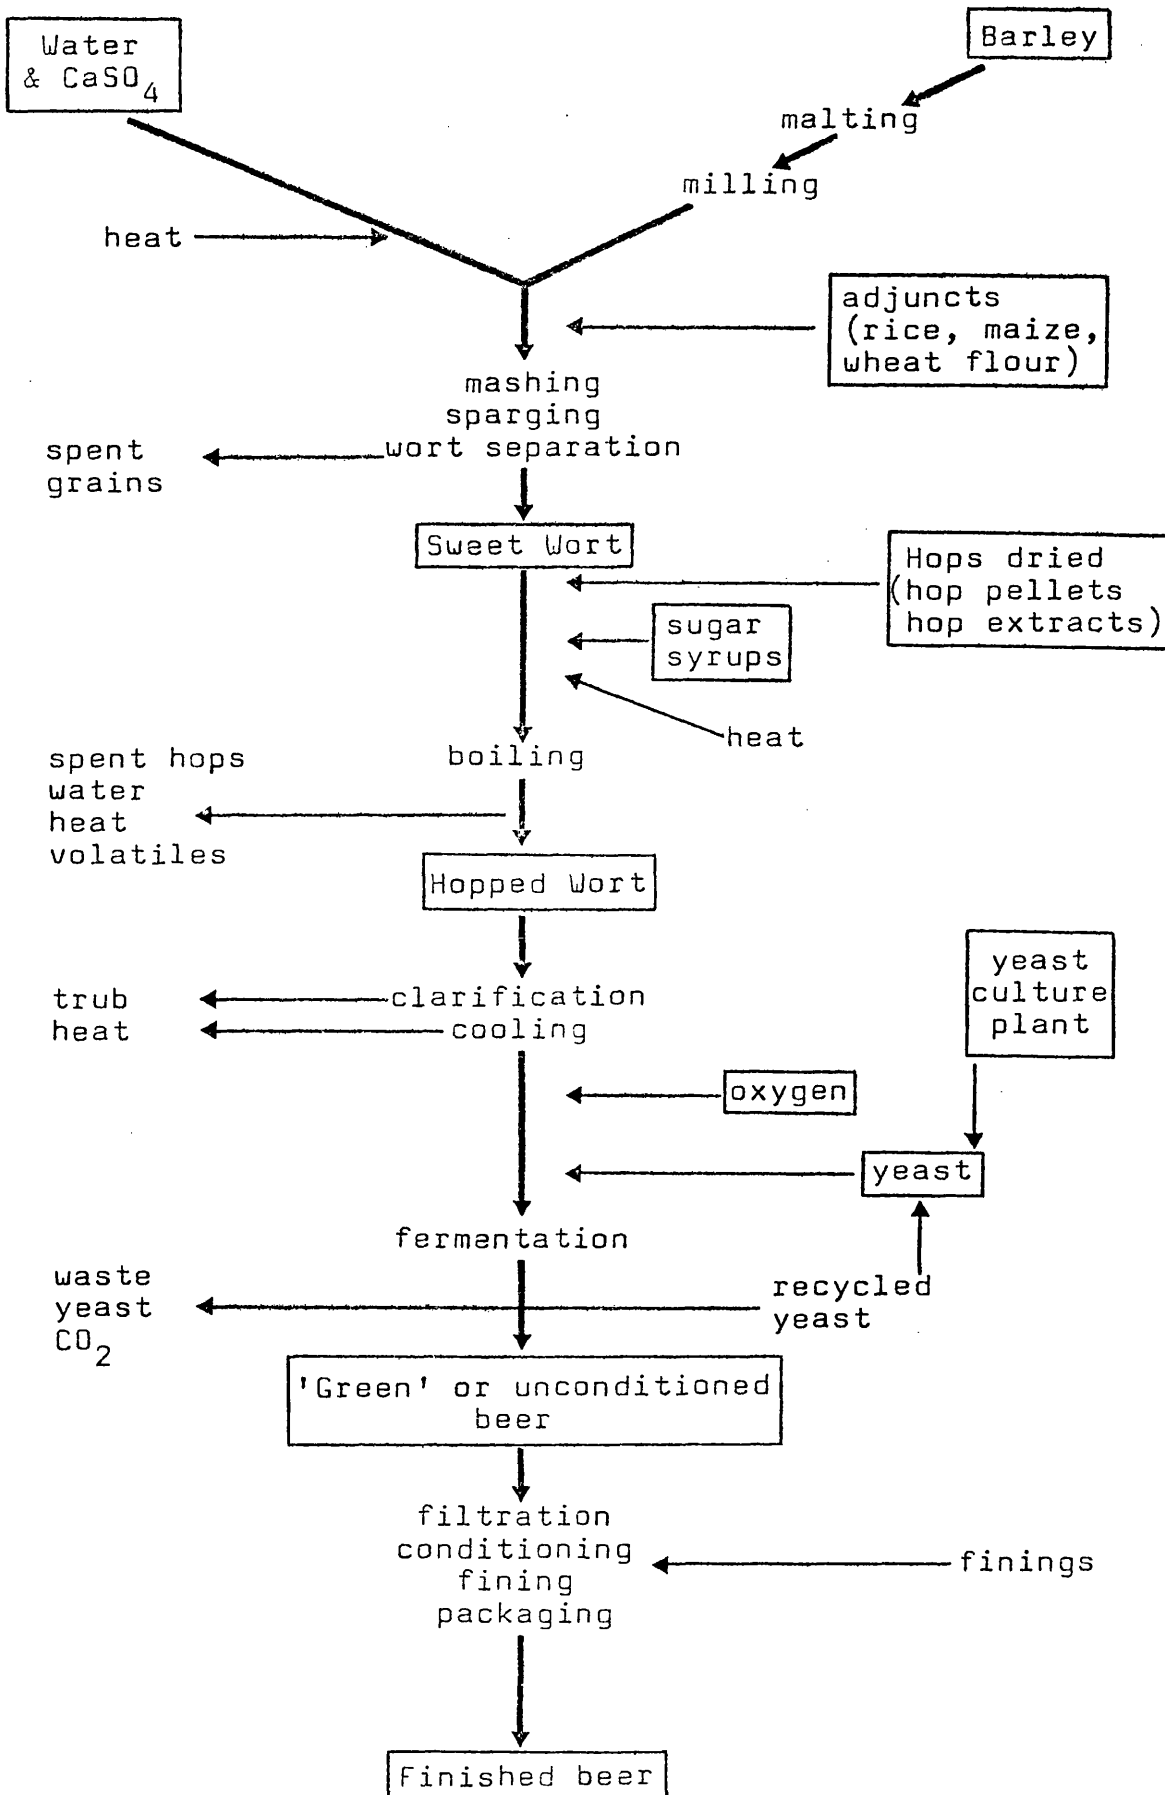 Water
& CaSO4
Barley
malting
milling
heat
adjuncts
(rice, maize,
wheat flour)
mashing
sparging
wort separation
spent
grains
Sweet Wort
Hops dried
(hop pellets
hop extracts)
sugar
syrups
heat
boiling
spent hops
water
heat
volatiles
Hopped Wort
yeast
culture
plant
trub
clarification
heat
cooling
oxygen
yeast
fermentation
waste
yeast
CO2
recycled
yeast
'Green' or unconditioned
beer
filtration
conditioning
fining
packaging
finings
Finished beer